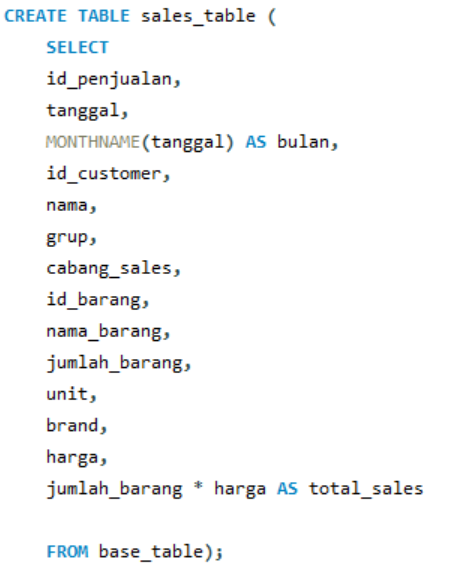 CREATE TABLE sales_table (
SELECT
id_penjualan,
tanggal,
MONTHNAME(tanggal) AS bulan,
id_customer,
nama,
grup,
cabang_sales,
id_barang,
nama_barang,
jumlah_barang,
unit,
brand,
harga,
jumlah_barang * harga AS total_sales
FROM base_table);